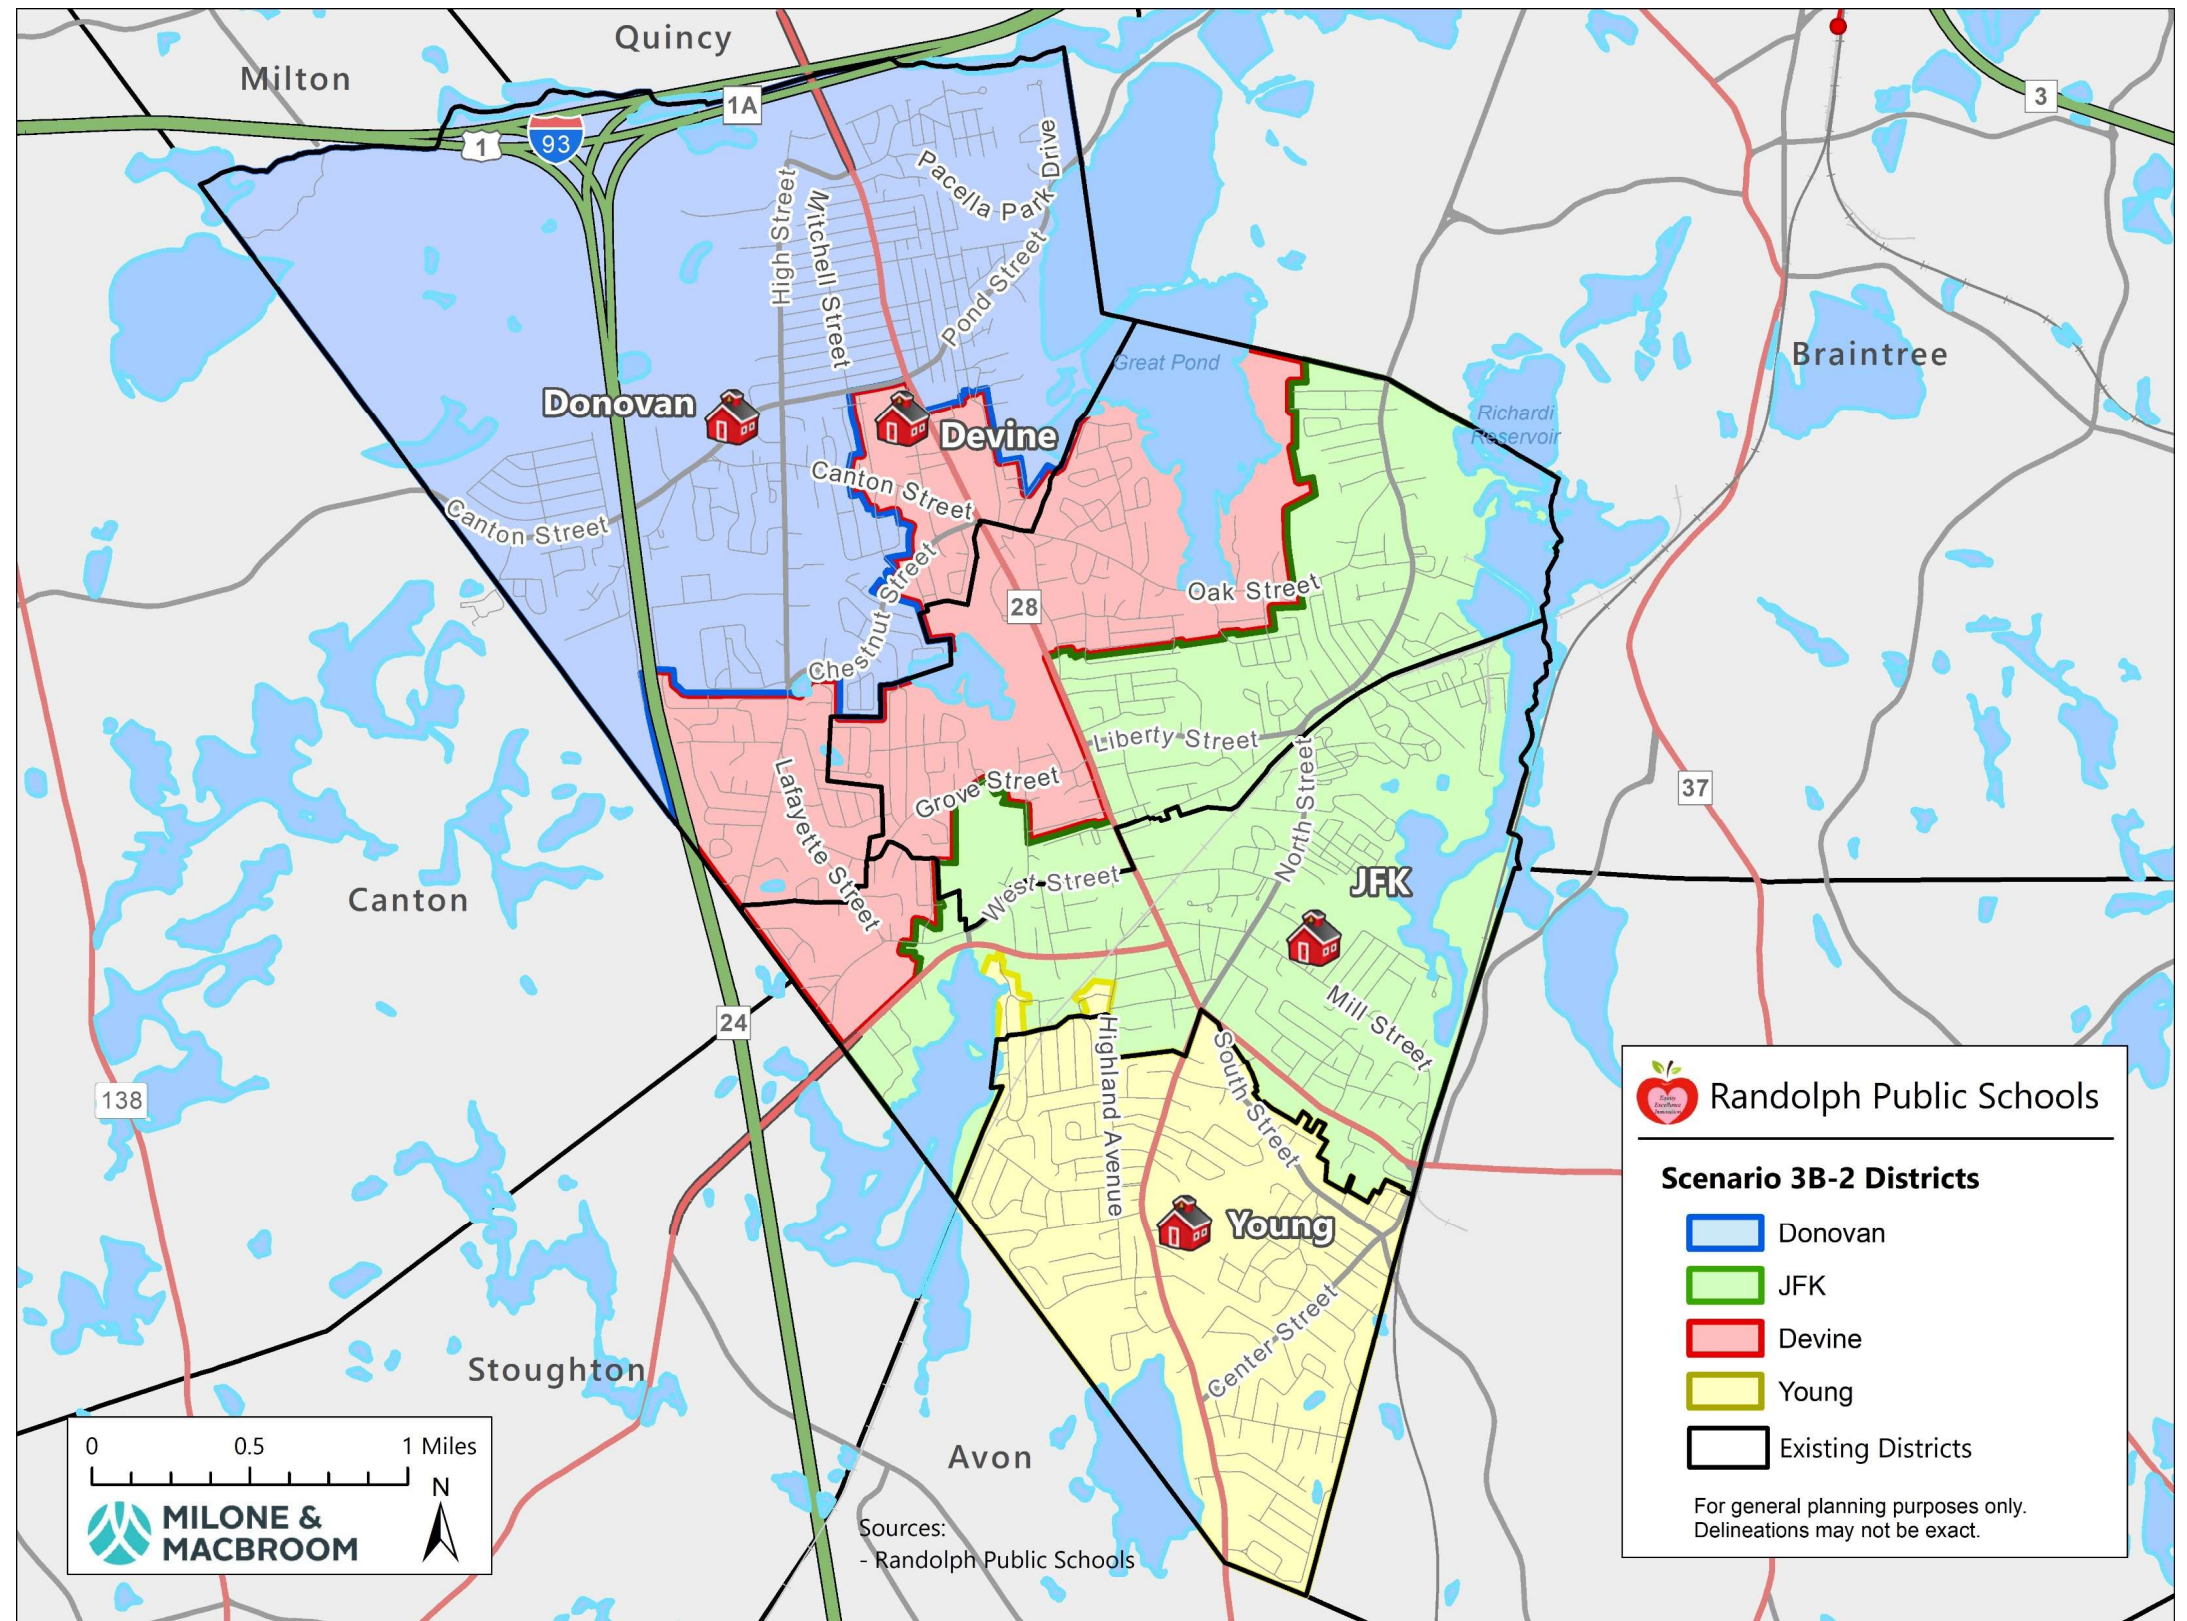 Quincy
Milton
1A
1
93
3
High Street
Mitchell Street
Pacella Park Drive
Pond Street
Great Pond
Braintree
Richardi
Reservoir
Donovan
Devine
Canton Street
Canton Street
Chestnut Street
Oak Street
28
Liberty Street
Lafayette Street
Grove Street
North Street
37
West Street
JFK
Canton
Mill Street
24
138
Highland Avenue
South Street
Young
Center Street
Stoughton
Avon
Randolph Public Schools
Equity
Excellence
Innovation
Scenario 3B-2 Districts
Donovan
JFK
Devine
Young
Existing Districts
For general planning purposes only.
Delineations may not be exact.
0 0.5 1 Miles
N
MILONE &
MACBROOM
Sources:
- Randolph Public Schools